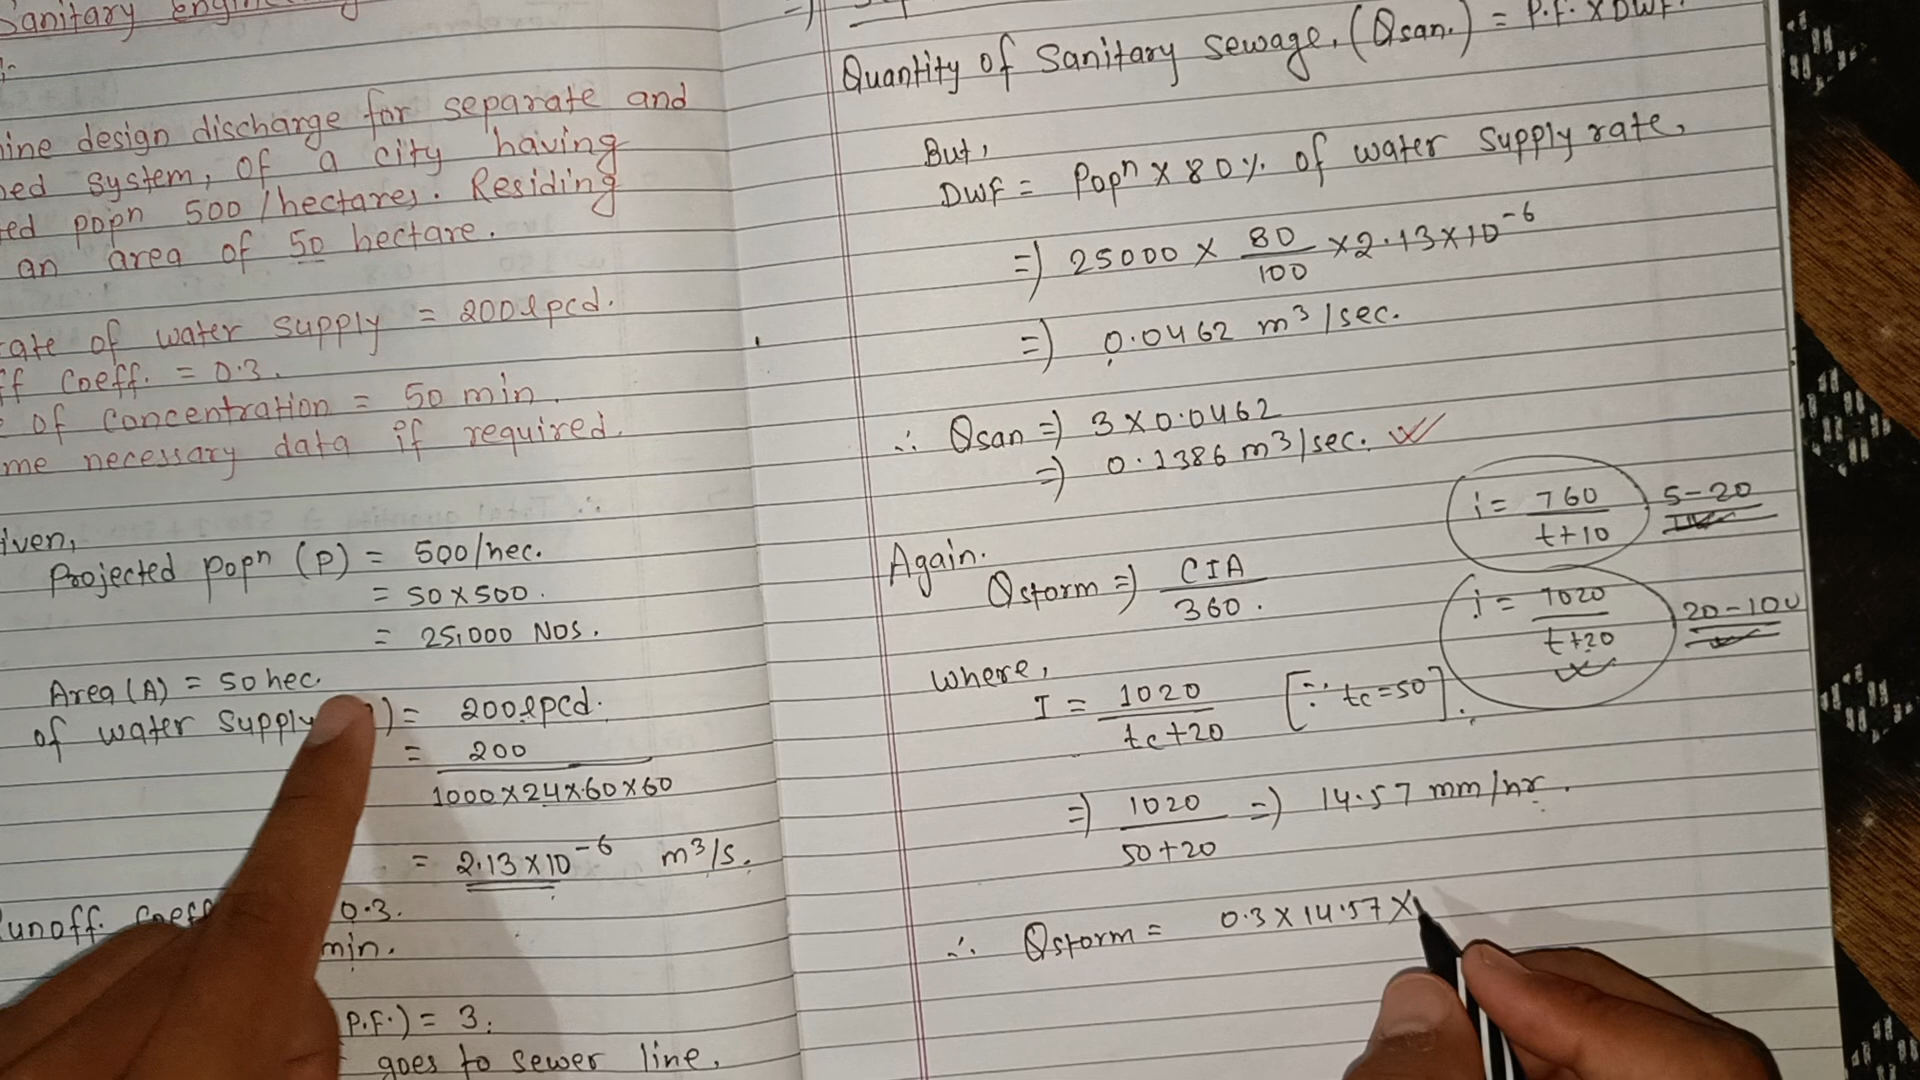 Sanitary
ine design discharge for separate and
ed system, of a city having
ed popn 500/hectares. Residing
an area of 50 hectare.
ate of water supply = 200lpcd.
ff coeff. = 0.3.
of concentration = 50 min.
me necessary data if required.
iven,
Projected popn (P) = 500/hec.
= 50×500.
= 25,000 Nos.
Area (A) = 50 hec.
of water supply ) = 200lpcd.
= 200
1000×24×60×60
= 2.13×10^-6 m³/s.
unoff. Coeff 0.3.
min.
P.F.) = 3.
goes to sewer line.
Quantity of Sanitary sewage, (Qsan.) = P.F. × DWF.
But,
DWF = Popn × 80% of water supply rate,
=) 25000 × 80/100 × 2.13×10^-6
=) 0.0462 m³/sec.
∴ Qsan =) 3×0.0462
=) 0.1386 m³/sec.
i = 760/t+10 5-20
Again.
Qstorm =) CIA/360.
i = 1020/t+20 20-100
where,
I = 1020/tc+20 [∵ tc=50].
=) 1020/50+20 =) 14.57 mm/hr.
∴ Qstorm = 0.3×14.57×